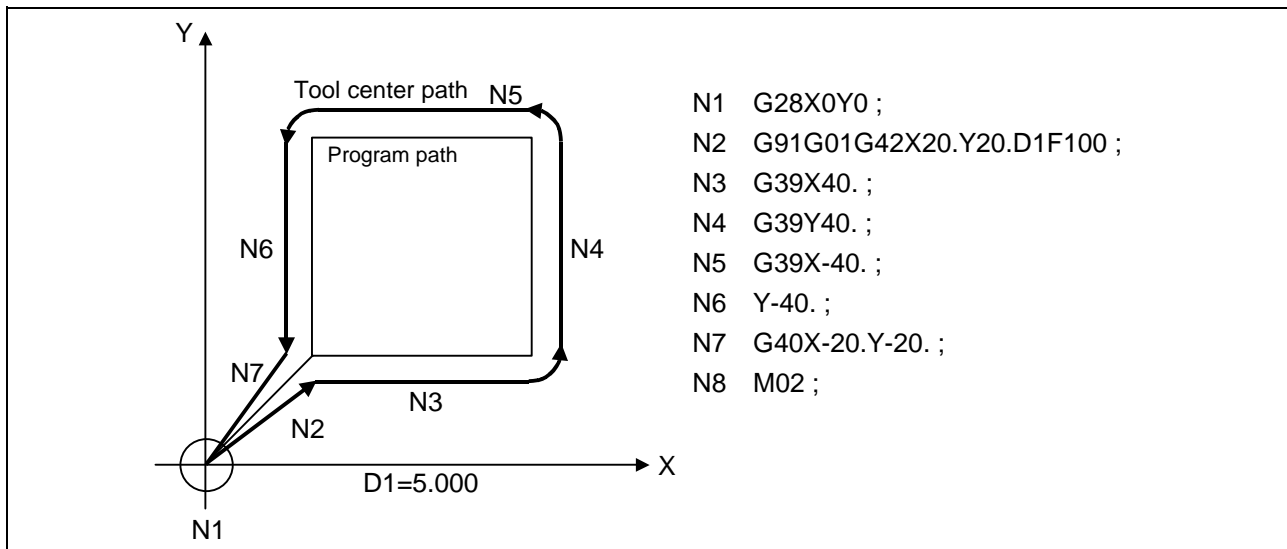 Y
Tool center path N5
Program path
N6
N4
N7
N3
N2
X
D1=5.000
N1
N1 G28X0Y0 ;
N2 G91G01G42X20.Y20.D1F100 ;
N3 G39X40. ;
N4 G39Y40. ;
N5 G39X-40. ;
N6 Y-40. ;
N7 G40X-20.Y-20. ;
N8 M02 ;